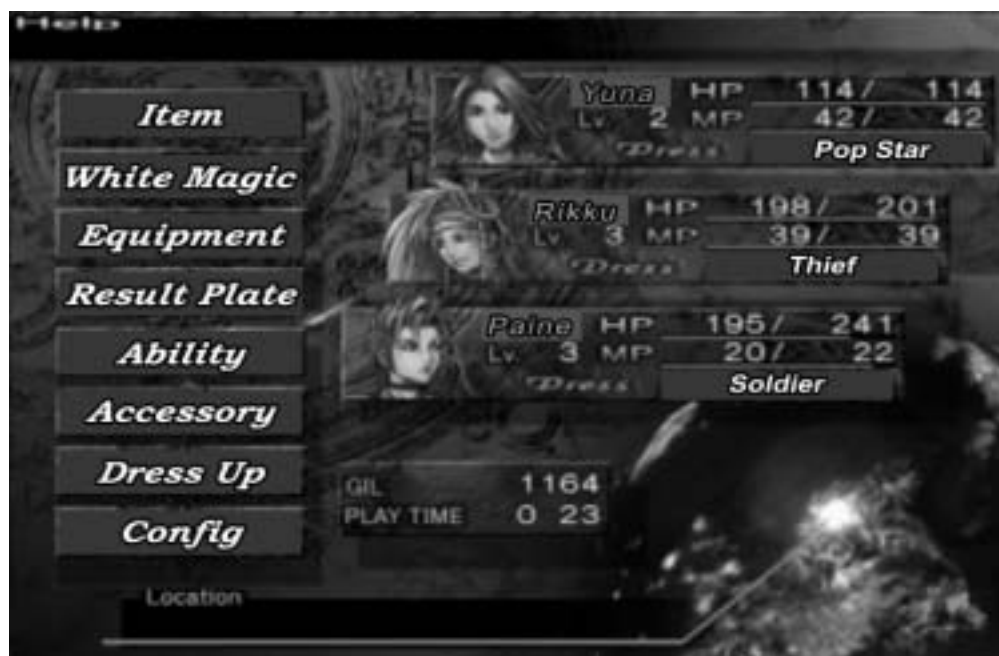 Help
Item
White Magic
Equipment
Result Plate
Ability
Accessory
Dress Up
Config
Yuna HP 114/ 114
Lv. 2 MP 42/ 42
Dress Pop Star
Rikku HP 198/ 201
Lv. 3 MP 39/ 39
Dress Thief
Paine HP 195/ 241
Lv. 3 MP 20/ 22
Dress Soldier
GIL 1164
PLAY TIME 0 23
Location